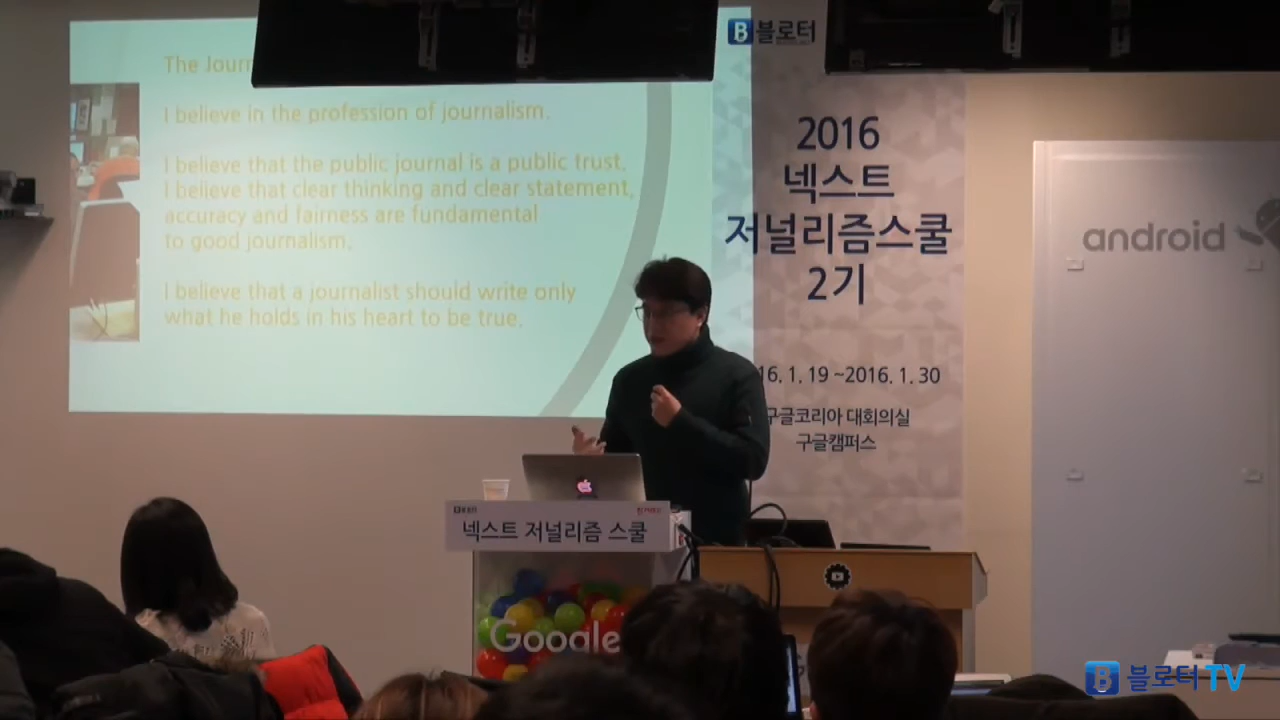 The Jour
I believe in the profession of journalism.
I believe that the public journal is a public trust.
I believe that clear thinking and clear statement,
accuracy and fairness are fundamental
to good journalism.
I believe that a journalist should write only
what he holds in his heart to be true.
B 블로터
2016
넥스트
저널리즘스쿨
2기
16. 1. 19 ~2016. 1. 30
구글코리아 대회의실
구글캠퍼스
android
넥스트 저널리즘 스쿨
Google
B 블로터 TV